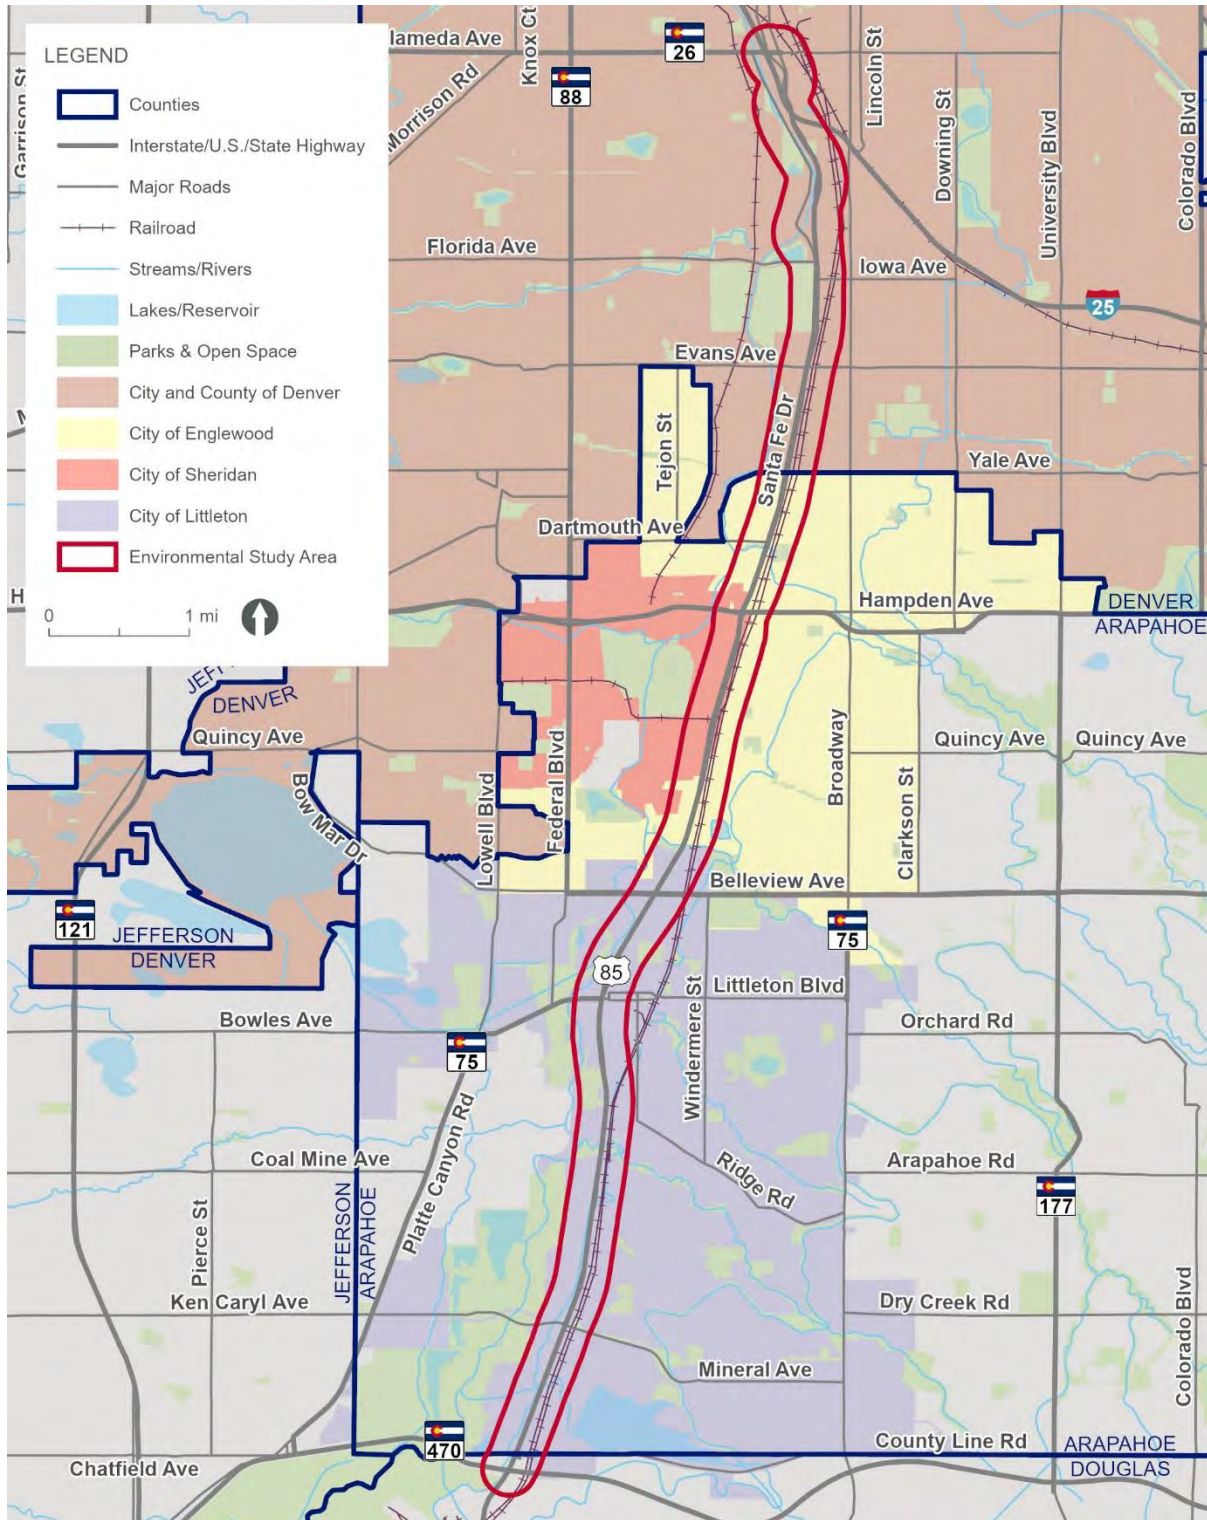 LEGEND
Counties
Interstate/U.S./State Highway
Major Roads
Railroad
Streams/Rivers
Lakes/Reservoir
Parks & Open Space
City and County of Denver
City of Englewood
City of Sheridan
City of Littleton
Environmental Study Area
0 1 mi
Garrison St
lameda Ave
Knox Ct
26
88
Morrison Rd
Lincoln St
Downing St
University Blvd
Colorado Blvd
Florida Ave
Iowa Ave
25
Evans Ave
Tejon St
Santa Fe Dr
Yale Ave
Dartmouth Ave
H
Hampden Ave
DENVER
ARAPAHOE
DENVER
Quincy Ave
Bow Mar Dr
Lowell Blvd
Federal Blvd
Broadway
Clarkson St
Quincy Ave
Quincy Ave
Belleview Ave
121
JEFFERSON
DENVER
75
85
Windermere St
Littleton Blvd
Bowles Ave
75
Orchard Rd
Platte Canyon Rd
Coal Mine Ave
Ridge Rd
Arapahoe Rd
177
Pierce St
JEFFERSON
ARAPAHOE
Ken Caryl Ave
Dry Creek Rd
Colorado Blvd
Mineral Ave
470
Chatfield Ave
County Line Rd
ARAPAHOE
DOUGLAS